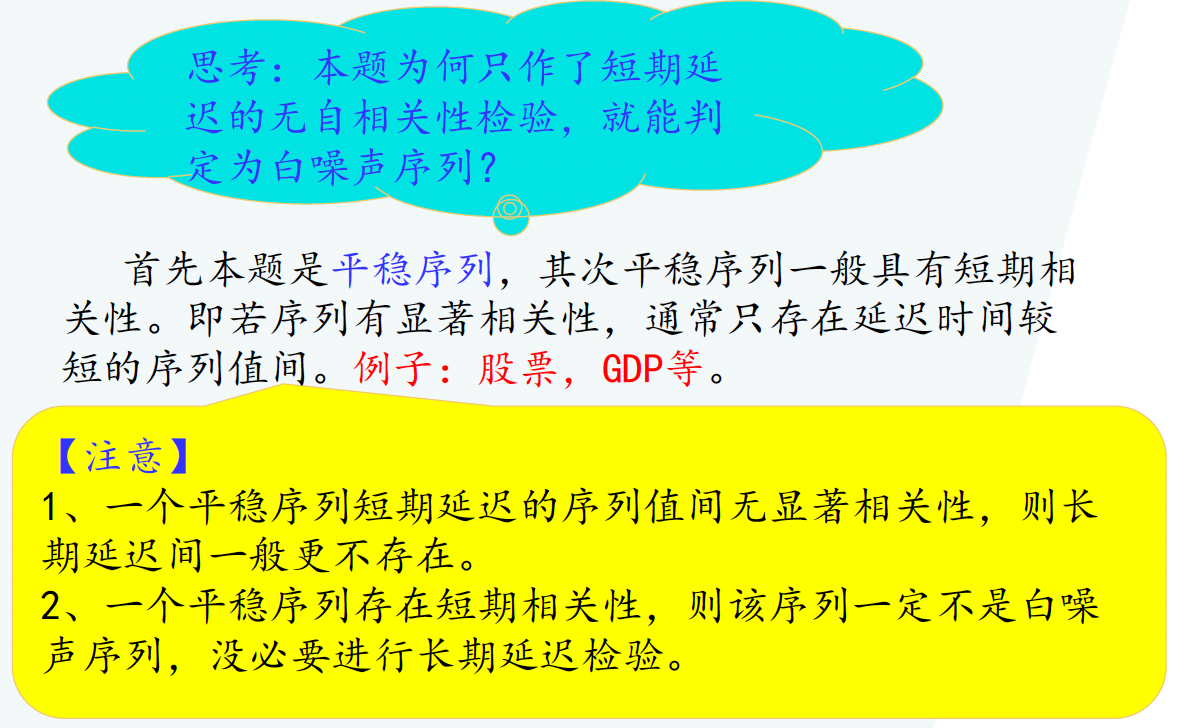 思考：本题为何只作了短期延
迟的无自相关性检验，就能判
定为白噪声序列？
首先本题是平稳序列，其次平稳序列一般具有短期相
关性。即若序列有显著相关性，通常只存在延迟时间较
短的序列值间。例子：股票，GDP等。
【注意】
1、一个平稳序列短期延迟的序列值间无显著相关性，则长
期延迟间一般更不存在。
2、一个平稳序列存在短期相关性，则该序列一定不是白噪
声序列，没必要进行长期延迟检验。